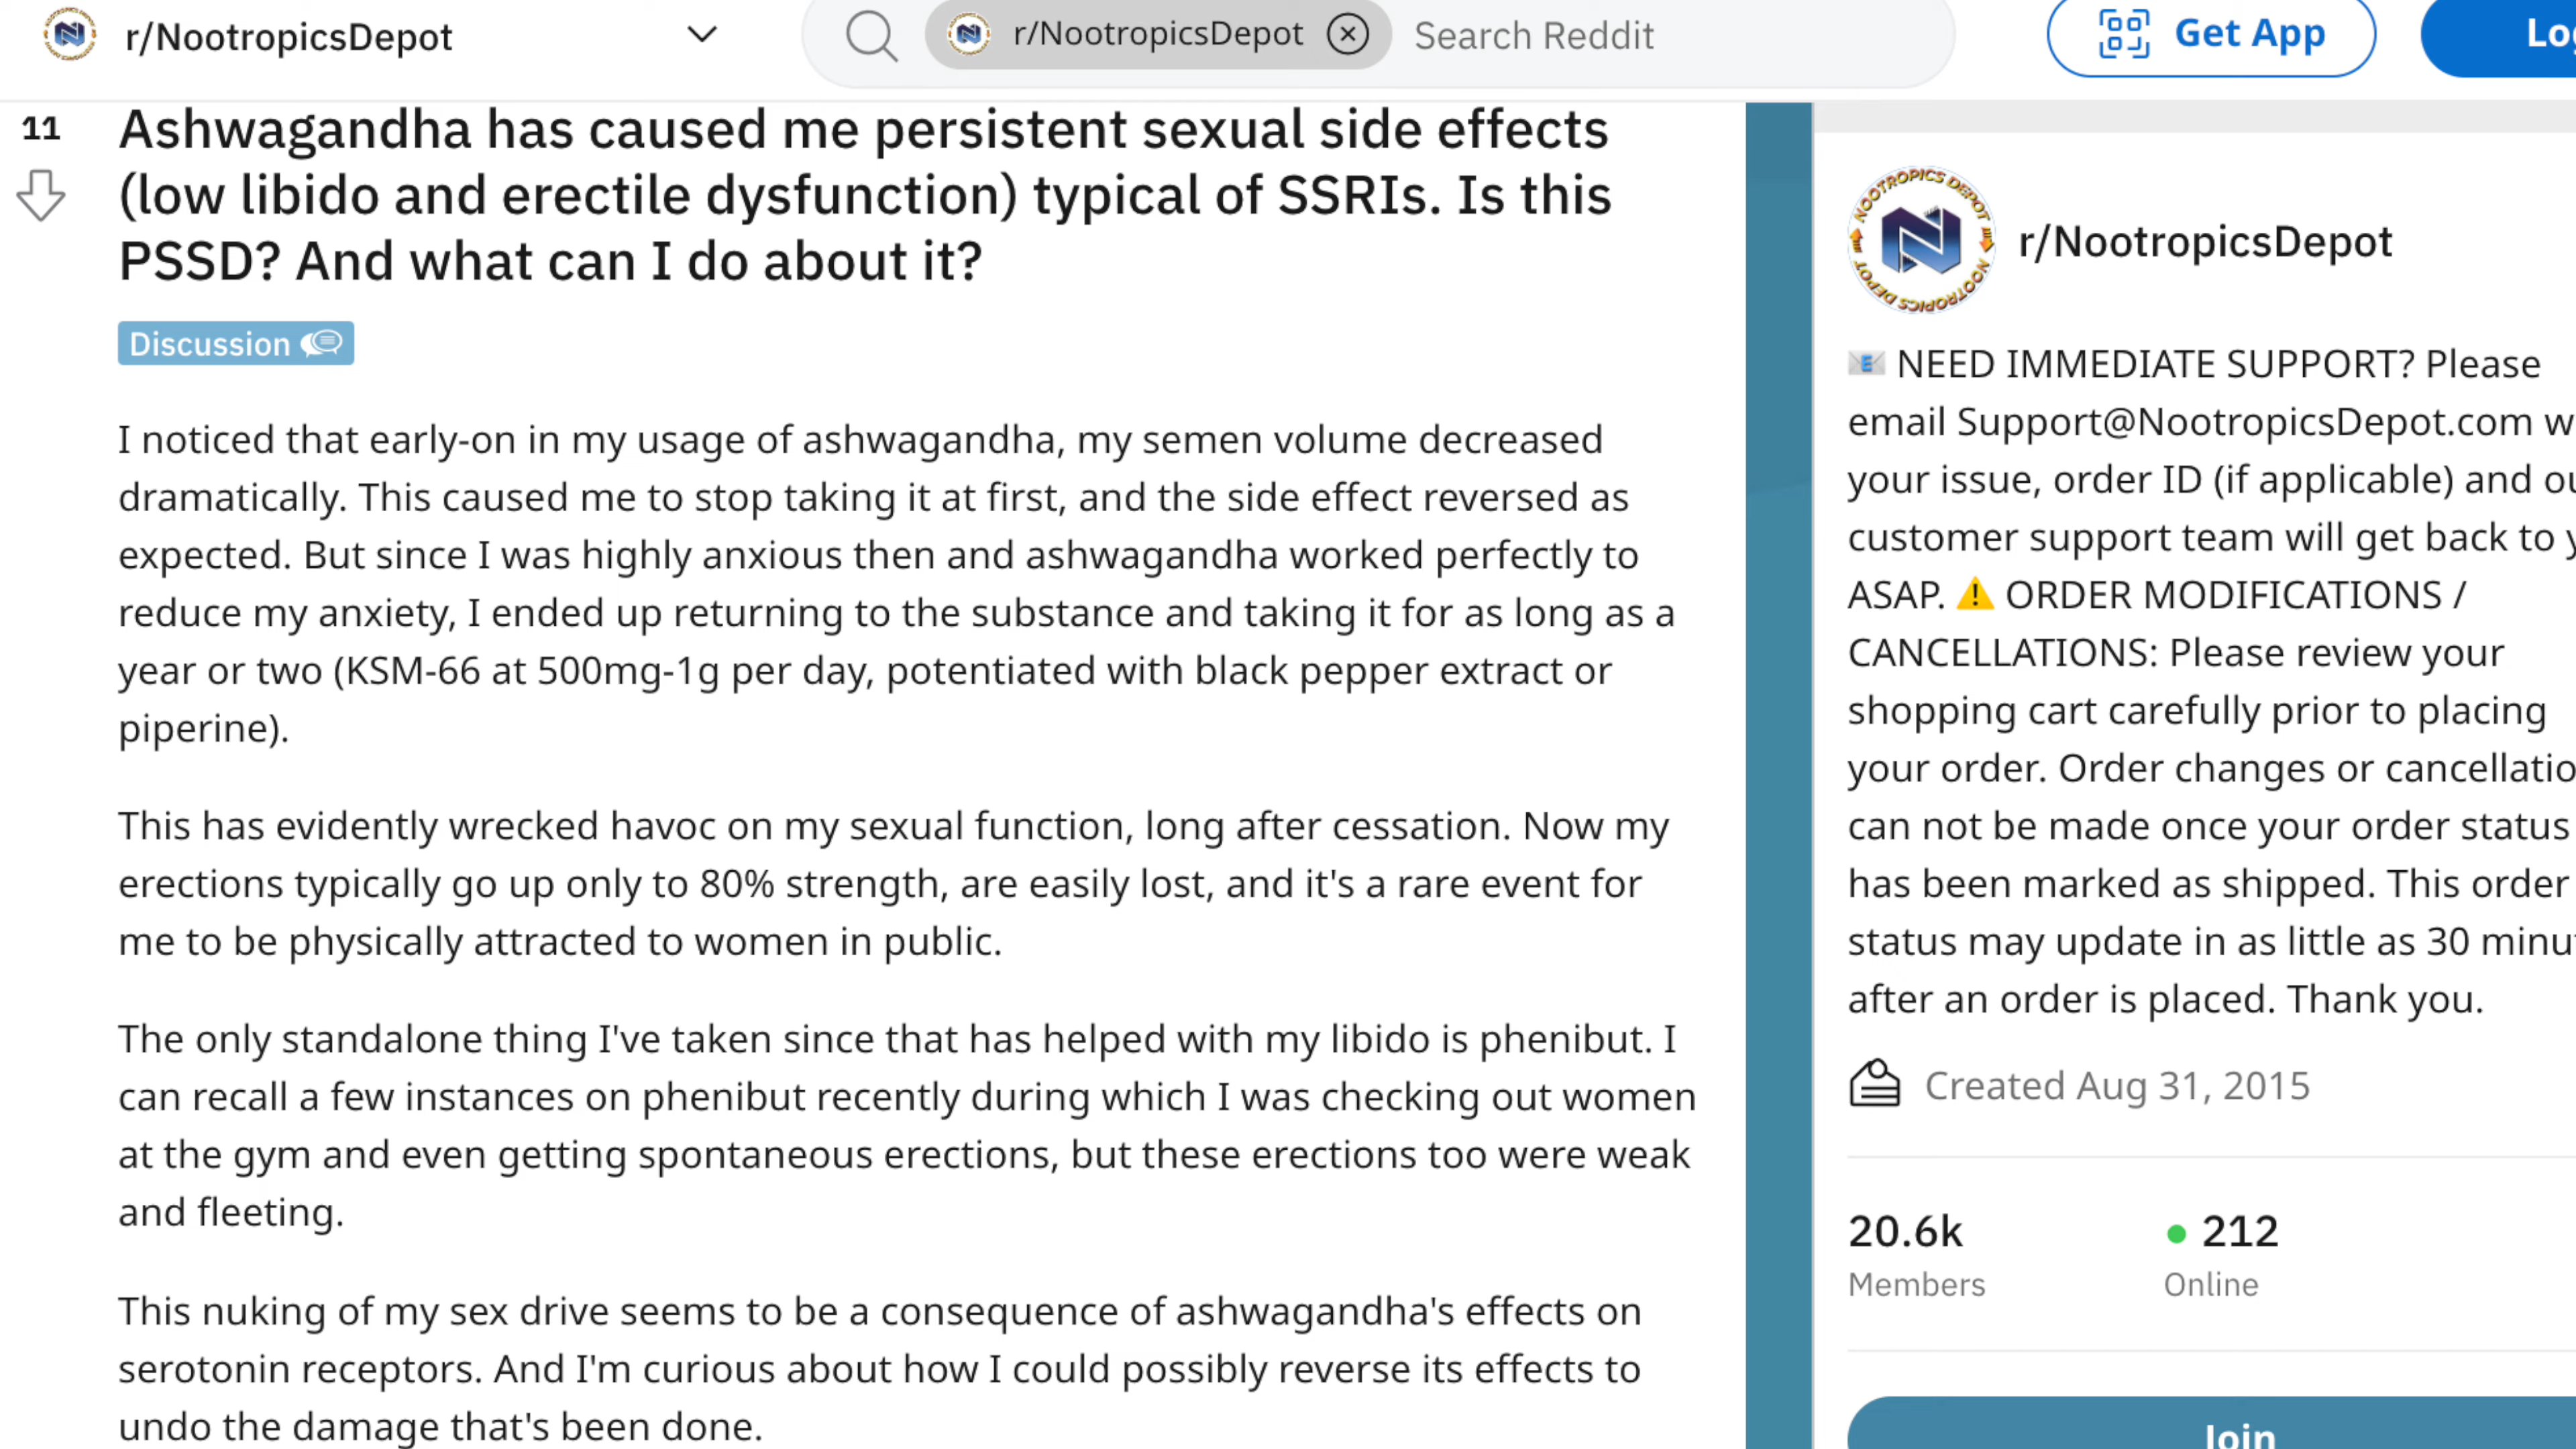 r/NootropicsDepot
r/NootropicsDepot
Search Reddit
Get App
11
Ashwagandha has caused me persistent sexual side effects
(low libido and erectile dysfunction) typical of SSRIs. Is this
PSSD? And what can I do about it?
Discussion
I noticed that early-on in my usage of ashwagandha, my semen volume decreased
dramatically. This caused me to stop taking it at first, and the side effect reversed as
expected. But since I was highly anxious then and ashwagandha worked perfectly to
reduce my anxiety, I ended up returning to the substance and taking it for as long as a
year or two (KSM-66 at 500mg-1g per day, potentiated with black pepper extract or
piperine).
This has evidently wrecked havoc on my sexual function, long after cessation. Now my
erections typically go up only to 80% strength, are easily lost, and it's a rare event for
me to be physically attracted to women in public.
The only standalone thing I've taken since that has helped with my libido is phenibut. I
can recall a few instances on phenibut recently during which I was checking out women
at the gym and even getting spontaneous erections, but these erections too were weak
and fleeting.
This nuking of my sex drive seems to be a consequence of ashwagandha's effects on
serotonin receptors. And I'm curious about how I could possibly reverse its effects to
undo the damage that's been done.
NOOTROPICS DEPOT
NOOTROPICS DEPOT
r/NootropicsDepot
NEED IMMEDIATE SUPPORT? Please
email Support@NootropicsDepot.com
your issue, order ID (if applicable) and
customer support team will get back to
ASAP. ⚠ ORDER MODIFICATIONS /
CANCELLATIONS: Please review your
shopping cart carefully prior to placing
your order. Order changes or
can not be made once your order status
has been marked as shipped. This order
status may update in as little as 30
after an order is placed. Thank you.
Created Aug 31, 2015
20.6k
212
Members
Online
Join